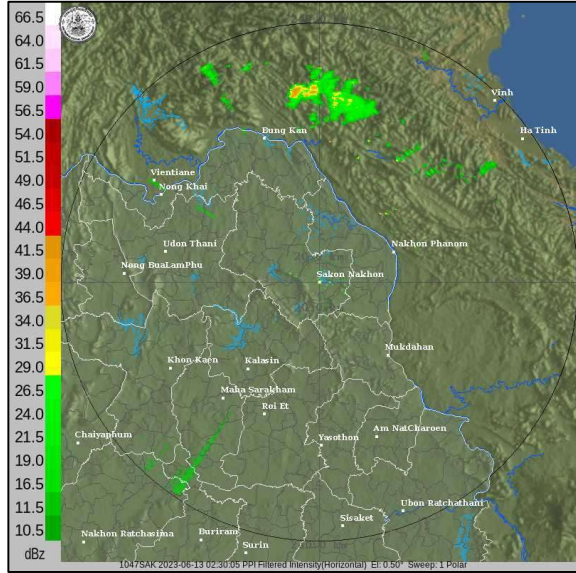 66.5
64.0
61.5
59.0
56.5
54.0
51.5
49.0
46.5
44.0
41.5
39.0
36.5
34.0
31.5
29.0
26.5
24.0
21.5
19.0
16.5
11.5
10.5
dBz
Vinh
Ha Tinh
Bung Kan
Vientiane
Nong Khai
Udon Thani
Nakhon Phanom
Nong BuaLamPhu
Sakon Nakhon
Mukdahan
Khon Kaen
Kalasin
Maha Sarakham
Roi Et
Am NatCharoen
Chaiyaphum
Yasothon
Ubon Ratchathani
Sisaket
Nakhon Ratchasima
Buriram
Surin
1047SAK 2023-06-13 02:30:05 PPI Filtered Intensity(Horizontal) El: 0.50° Sweep: 1 Polar